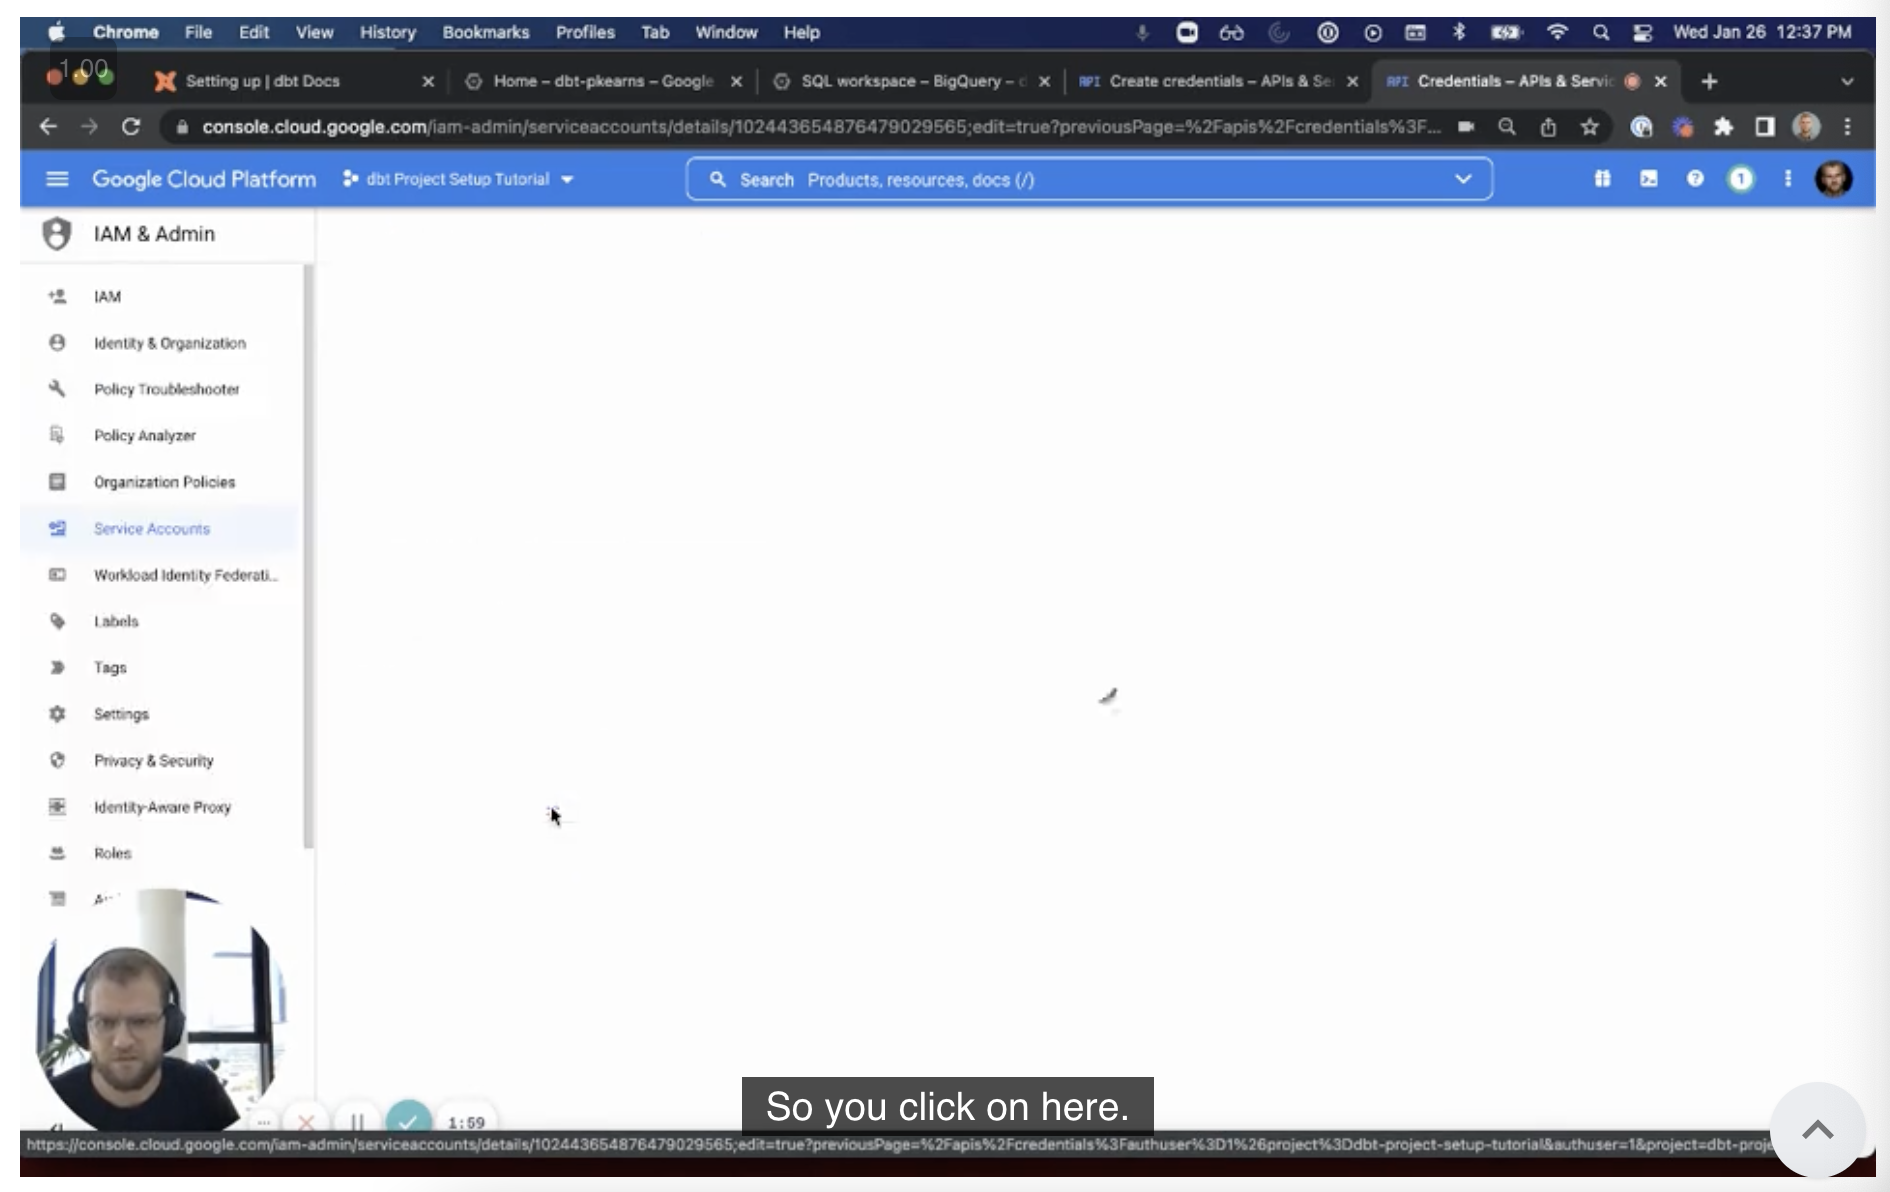 Chrome File Edit View History Bookmarks Profiles Tab Window Help Wed Jan 26 12:37 PM
1.00
Setting up | dbt Docs Home – dbt-pkearns – Google SQL workspace – BigQuery – d Create credentials – APIs & Se Credentials – APIs & Servic
console.cloud.google.com/iam-admin/serviceaccounts/details/102443654876479029565;edit=true?previousPage=%2Fapis%2Fcredentials%3F...
Google Cloud Platform dbt Project Setup Tutorial Search Products, resources, docs (/) 1
IAM & Admin
IAM
Identity & Organization
Policy Troubleshooter
Policy Analyzer
Organization Policies
Service Accounts
Workload Identity Federati...
Labels
Tags
Settings
Privacy & Security
Identity-Aware Proxy
Roles
So you click on here.
1:59
https://console.cloud.google.com/iam-admin/serviceaccounts/details/102443654876479029565;edit=true?previousPage=%2Fapis%2Fcredentials%3Fauthuser%3D1%26project%3Ddbt-project-setup-tutorial&authuser=1&project=dbt-proje